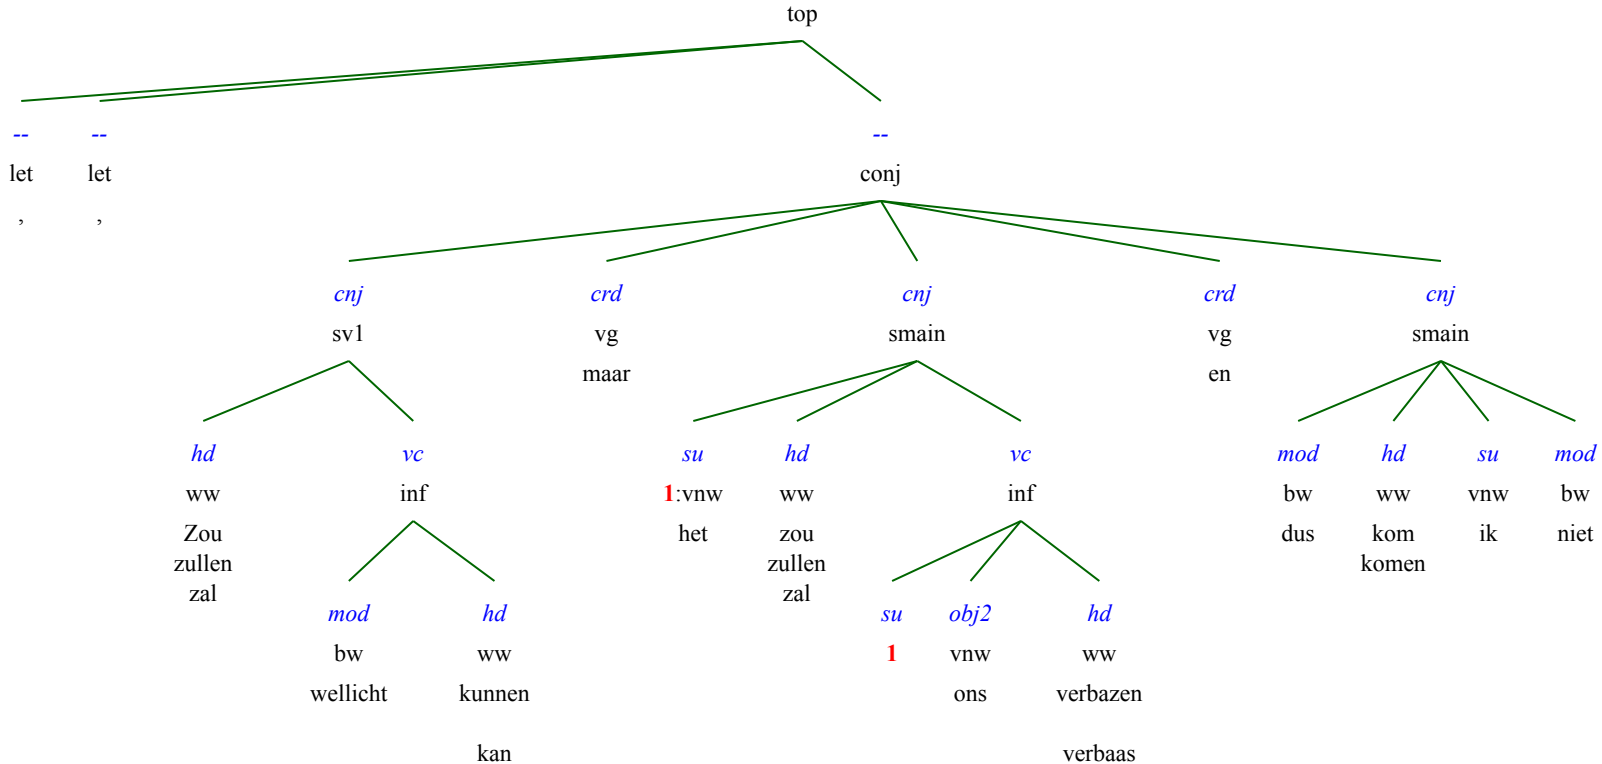 top
-- -- --
let let conj
, ,
cnj crd cnj crd cnj
sv1 vg smain vg smain
maar en
hd vc su hd vc mod hd su mod
ww inf 1:vnw ww inf bw ww vnw bw
Zou het zou dus kom ik niet
zullen zullen komen
zal zal
mod hd su obj2 hd
bw ww 1 vnw ww
wellicht kunnen ons verbazen
kan verbaas